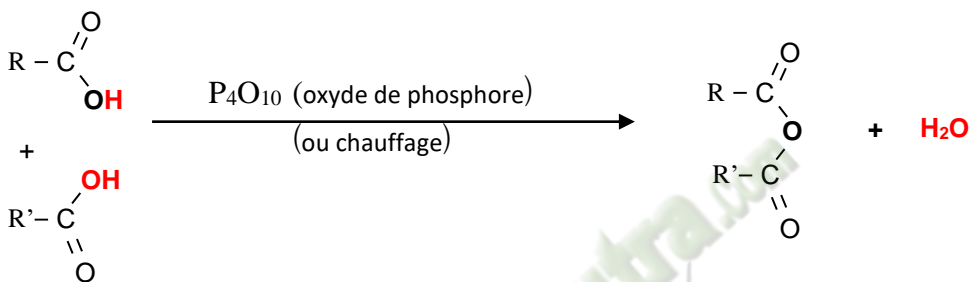 O
R – C
OH
+
OH
R’– C
O
P₄O₁₀ (oxyde de phosphore)
(ou chauffage)
O
R – C
O
R’– C
O
+ H₂O